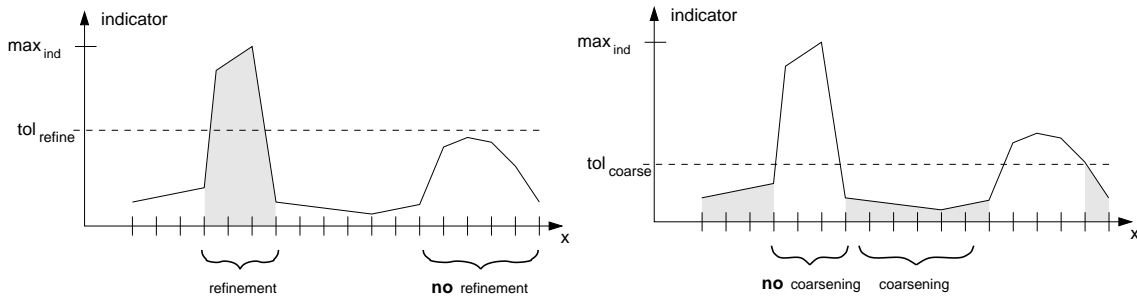 indicator
max ind
tol refine
x
refinement
no refinement
indicator
max ind
tol coarse
x
no coarsening
coarsening